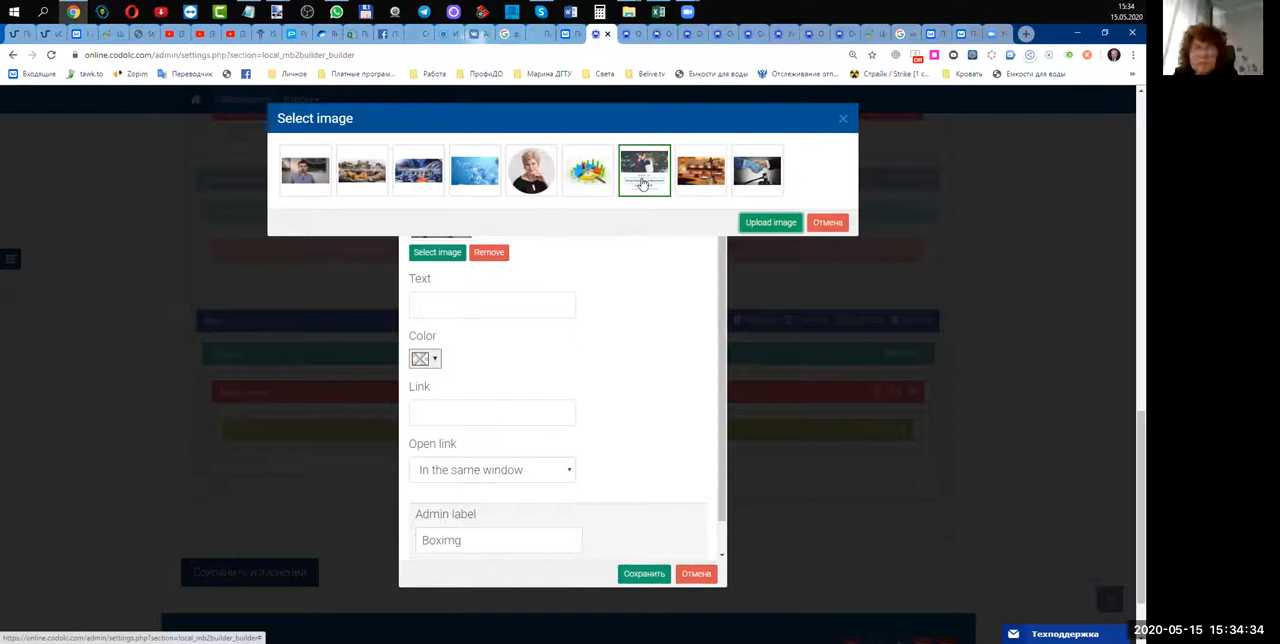 15:34
15.05.2020
online.codolc.com/admin/settings.php?section=local_mb2builder_builder
Входящие
tawk.to
Zopim
Переводчик
Личное
Платные програм...
Работа
ПрофиДО
Марина ДГТУ
Света
Belive.tv
Емкости для воды
Отслеживание отп...
Страйк / Strike [1 с...
Кровать
Емкости для воды
Select image
Upload image
Отмена
Select image
Remove
Text
Color
Link
Open link
In the same window
Admin label
Boximg
Сохранить
Отмена
Сохранить изменения
https://online.codolc.com/admin/settings.php?section=local_mb2builder_builder#
Техподдержка
2020-05-15 15:34:34